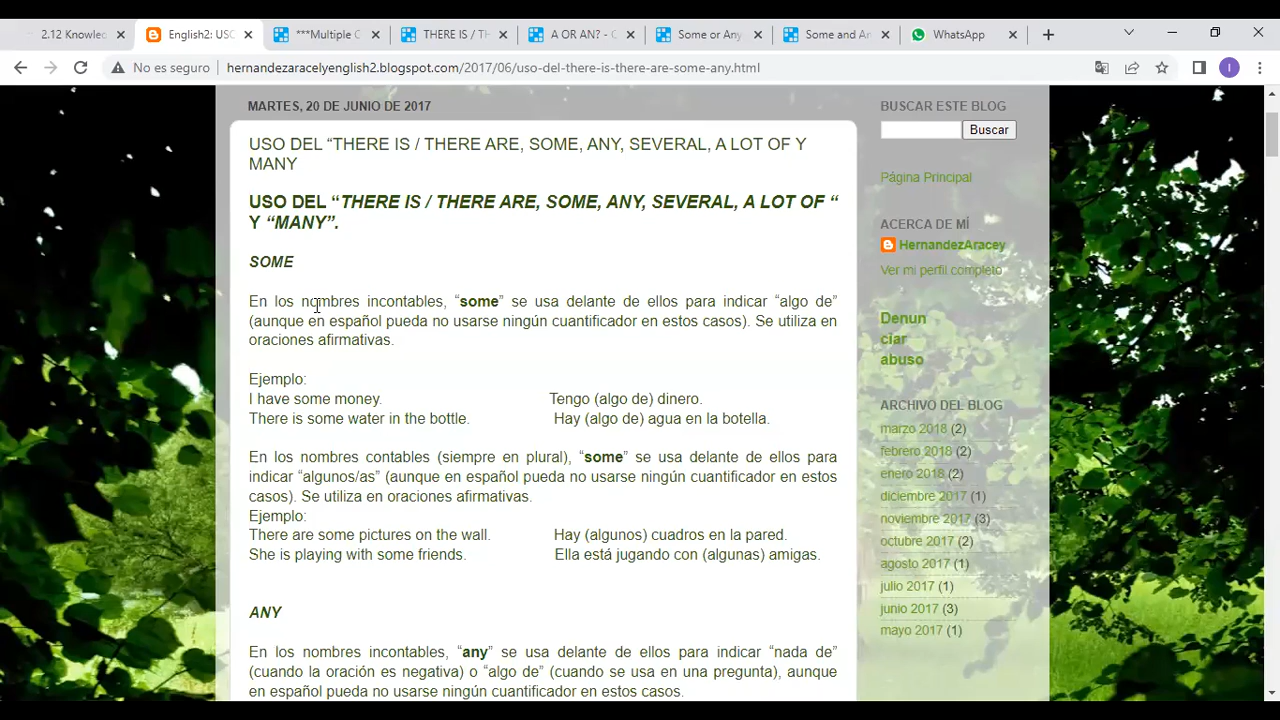 2.12 Knowled
English2: USO
***Multiple C
THERE IS / TH
A OR AN? - Q
Some or Any
Some and An
WhatsApp
No es seguro
hernandezaracelyenglish2.blogspot.com/2017/06/uso-del-there-is-there-are-some-any.html
I
MARTES, 20 DE JUNIO DE 2017
USO DEL “THERE IS / THERE ARE, SOME, ANY, SEVERAL, A LOT OF Y
MANY
USO DEL “THERE IS / THERE ARE, SOME, ANY, SEVERAL, A LOT OF “
Y “MANY”.
SOME
En los nombres incontables, “some” se usa delante de ellos para indicar “algo de”
(aunque en español pueda no usarse ningún cuantificador en estos casos). Se utiliza en
oraciones afirmativas.
Ejemplo:
I have some money. Tengo (algo de) dinero.
There is some water in the bottle. Hay (algo de) agua en la botella.
En los nombres contables (siempre en plural), “some” se usa delante de ellos para
indicar “algunos/as” (aunque en español pueda no usarse ningún cuantificador en estos
casos). Se utiliza en oraciones afirmativas.
Ejemplo:
There are some pictures on the wall. Hay (algunos) cuadros en la pared.
She is playing with some friends. Ella está jugando con (algunas) amigas.
ANY
En los nombres incontables, “any” se usa delante de ellos para indicar “nada de”
(cuando la oración es negativa) o “algo de” (cuando se usa en una pregunta), aunque
en español pueda no usarse ningún cuantificador en estos casos.
BUSCAR ESTE BLOG
Buscar
Página Principal
ACERCA DE MÍ
HernandezAracey
Ver mi perfil completo
Denun
ciar
abuso
ARCHIVO DEL BLOG
marzo 2018 (2)
febrero 2018 (2)
enero 2018 (2)
diciembre 2017 (1)
noviembre 2017 (3)
octubre 2017 (2)
agosto 2017 (1)
julio 2017 (1)
junio 2017 (3)
mayo 2017 (1)